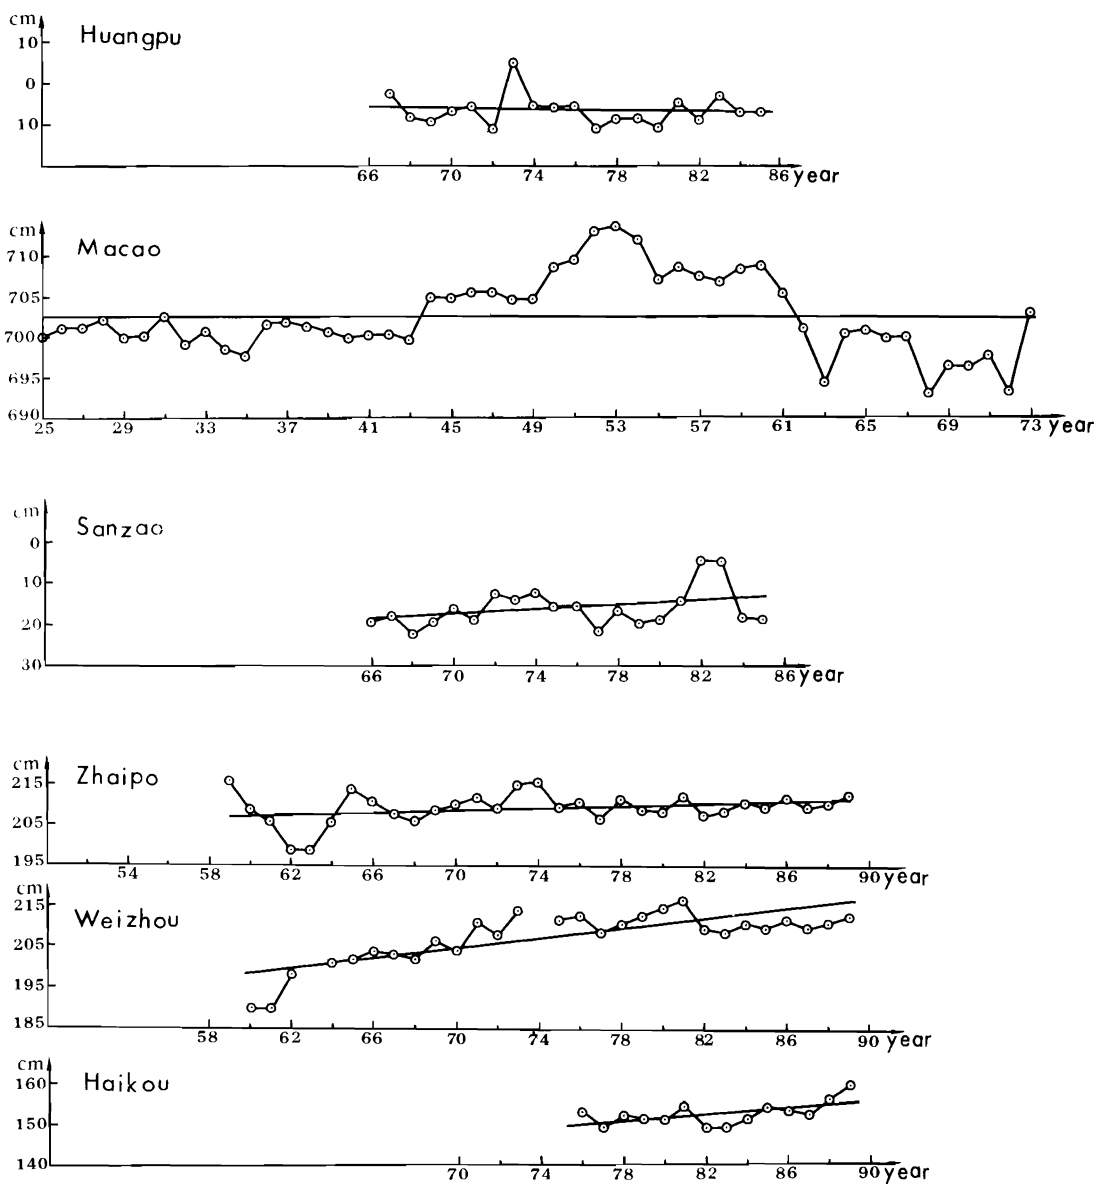 cm
Huangpu
10
0
10
66 70 74 78 82 86 year
cm
Macao
710
705
700
695
690
25 29 33 37 41 45 49 53 57 61 65 69 73 year
cm
Sanzao
0
10
20
30
66 70 74 78 82 86 year
cm
Zhaipo
215
205
195
54 58 62 66 70 74 78 82 86 90 year
cm
Weizhou
215
205
195
185
58 62 66 70 74 78 82 86 90 year
cm
Haikou
160
150
140
70 74 78 82 86 90 year